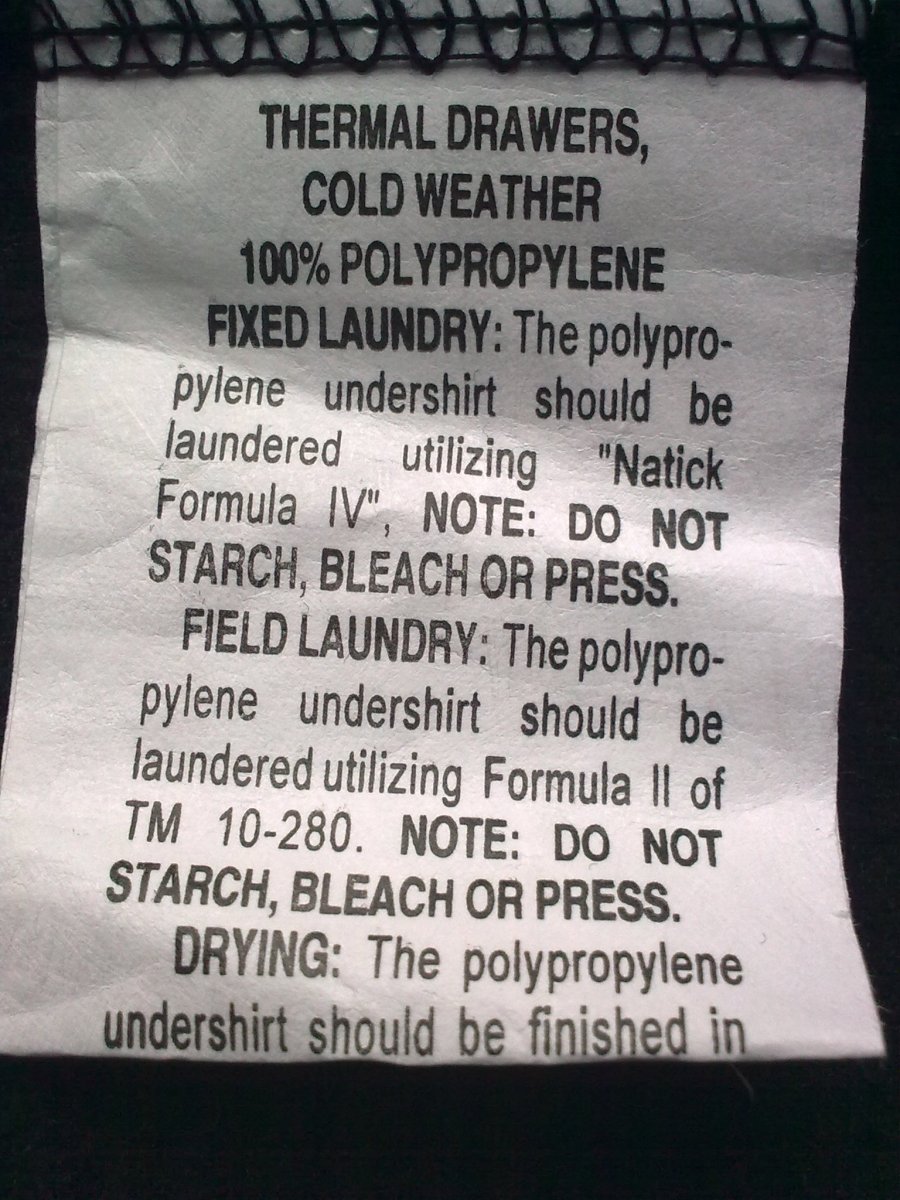 THERMAL DRAWERS,
COLD WEATHER
100% POLYPROPYLENE
FIXED LAUNDRY: The polypro-
pylene undershirt should be
laundered utilizing "Natick
Formula IV", NOTE: DO NOT
STARCH, BLEACH OR PRESS.
FIELD LAUNDRY: The polypro-
pylene undershirt should be
laundered utilizing Formula II of
TM 10-280. NOTE: DO NOT
STARCH, BLEACH OR PRESS.
DRYING: The polypropylene
undershirt should be finished in